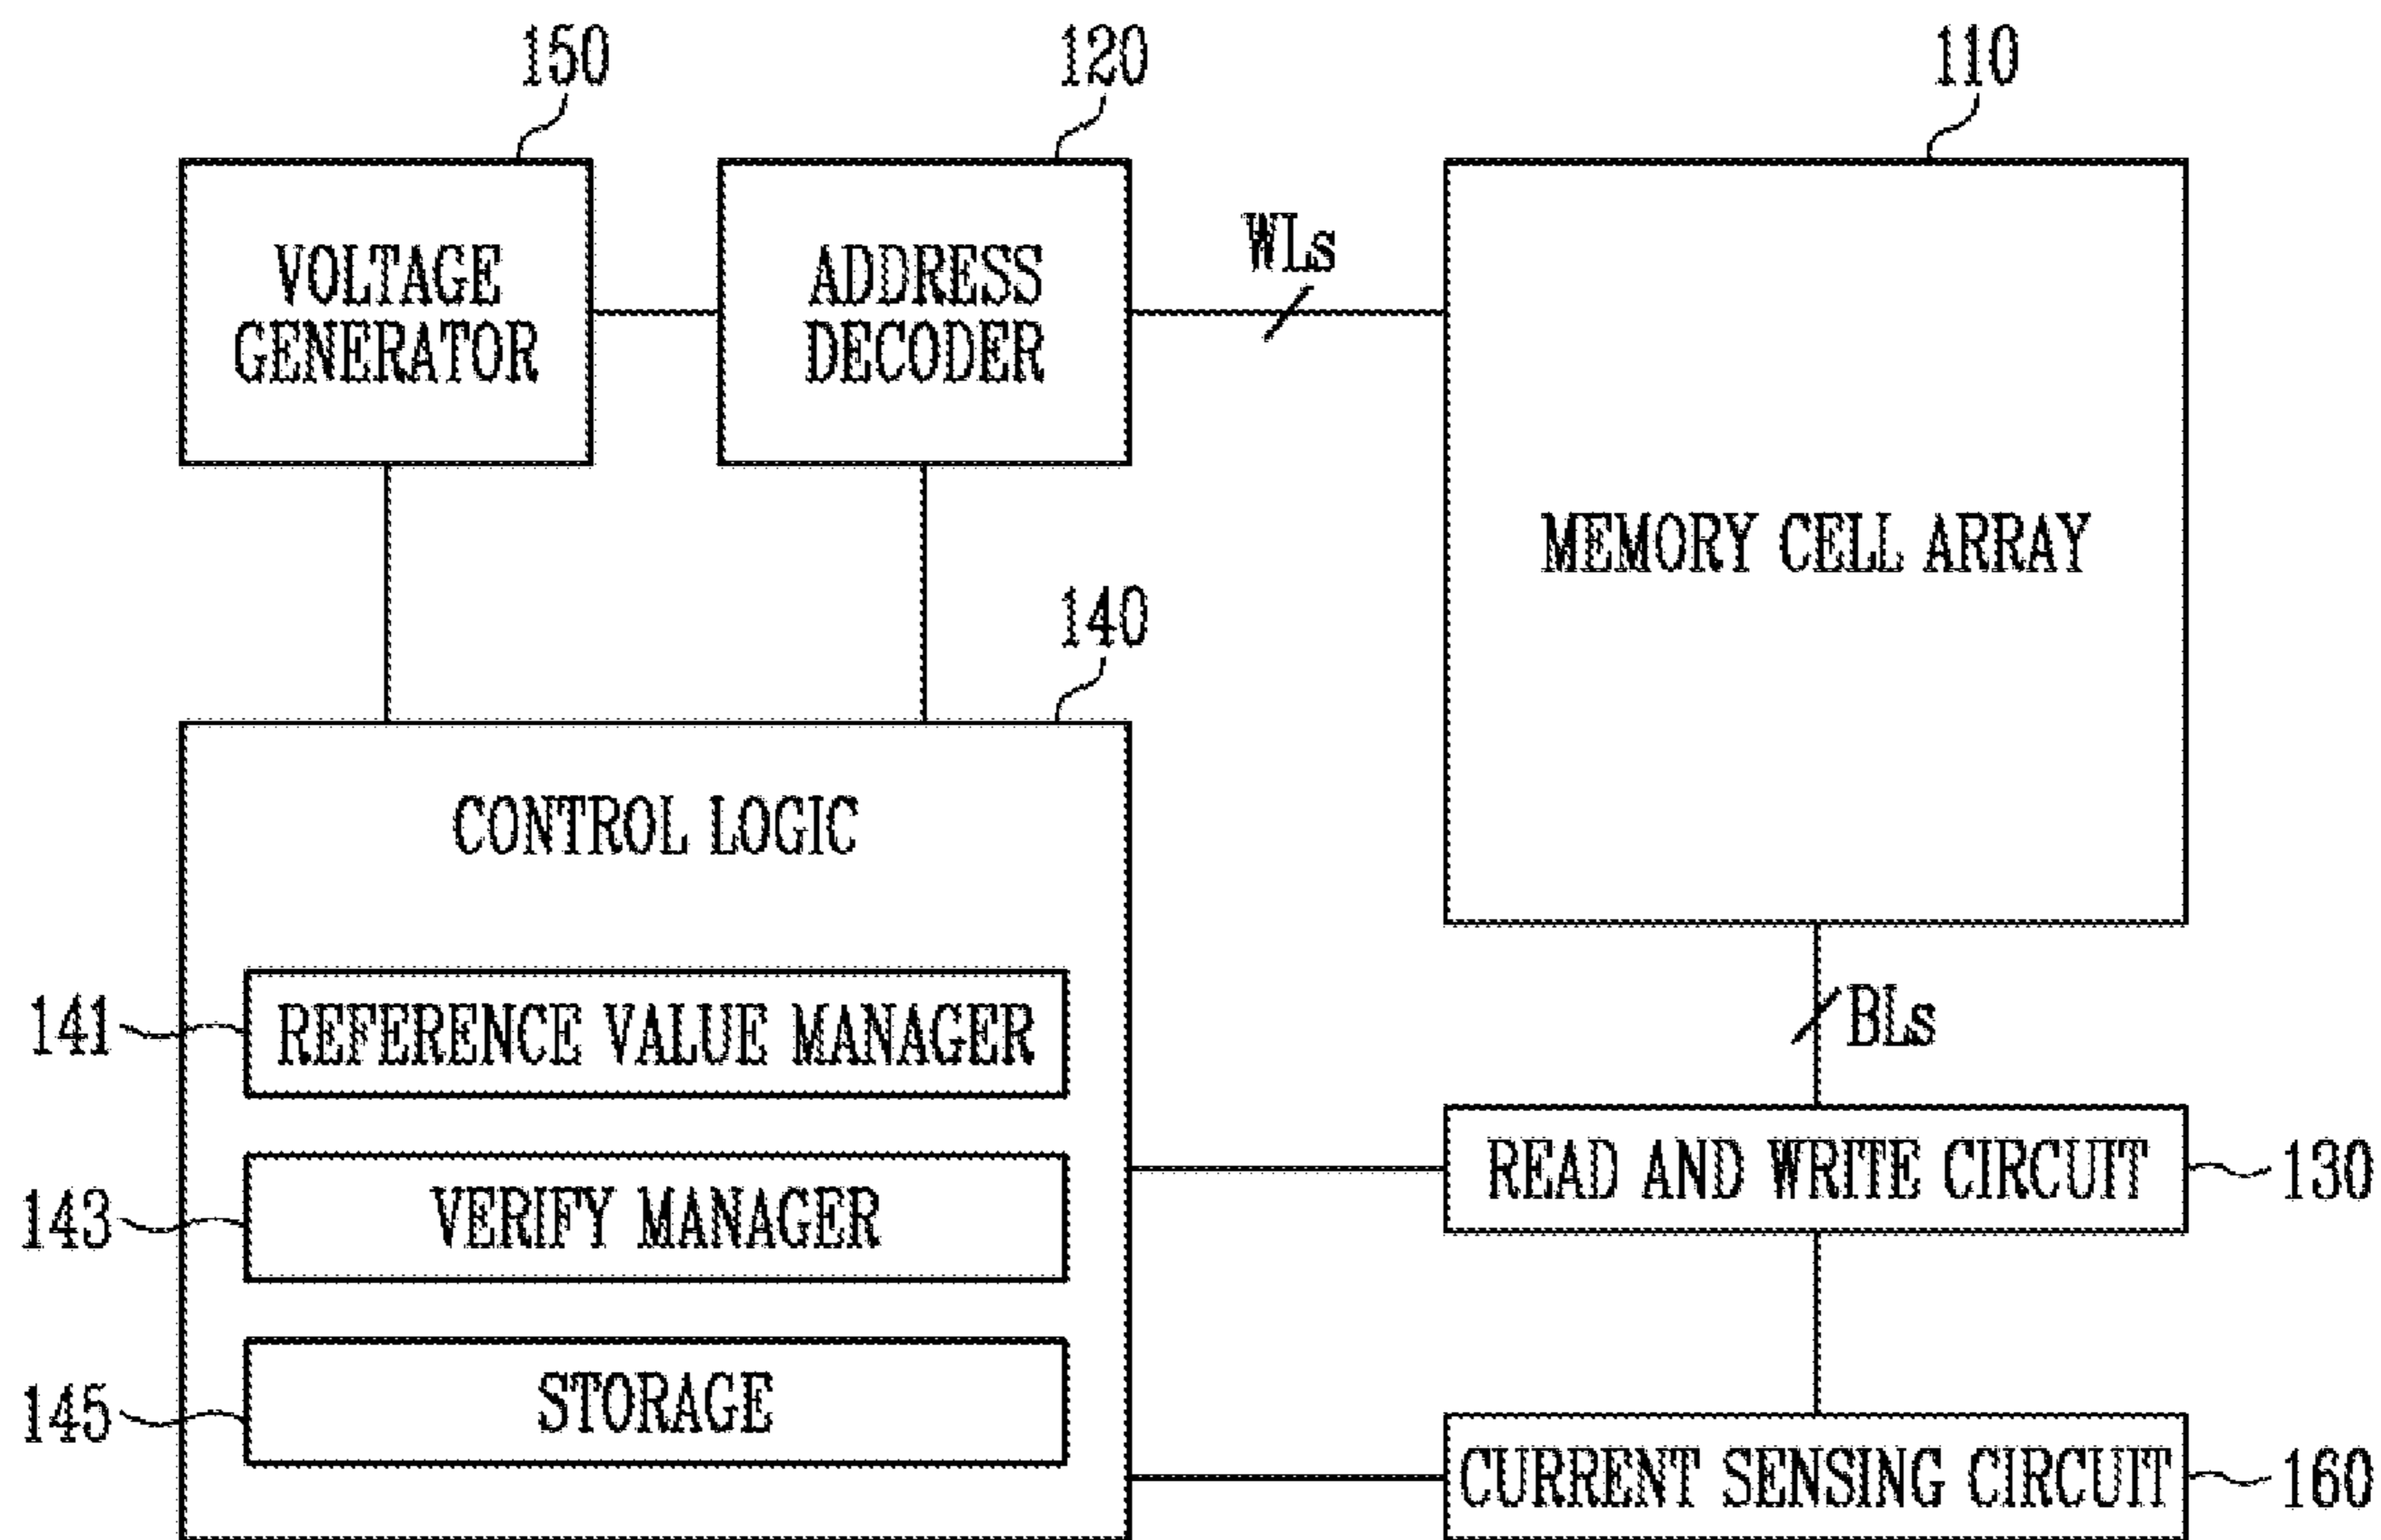 150
120
110
VOLTAGE
GENERATOR
ADDRESS
DECODER
WLs
MEMORY CELL ARRAY
140
CONTROL LOGIC
141
REFERENCE VALUE MANAGER
BLs
143
VERIFY MANAGER
READ AND WRITE CIRCUIT
130
145
STORAGE
CURRENT SENSING CIRCUIT
160